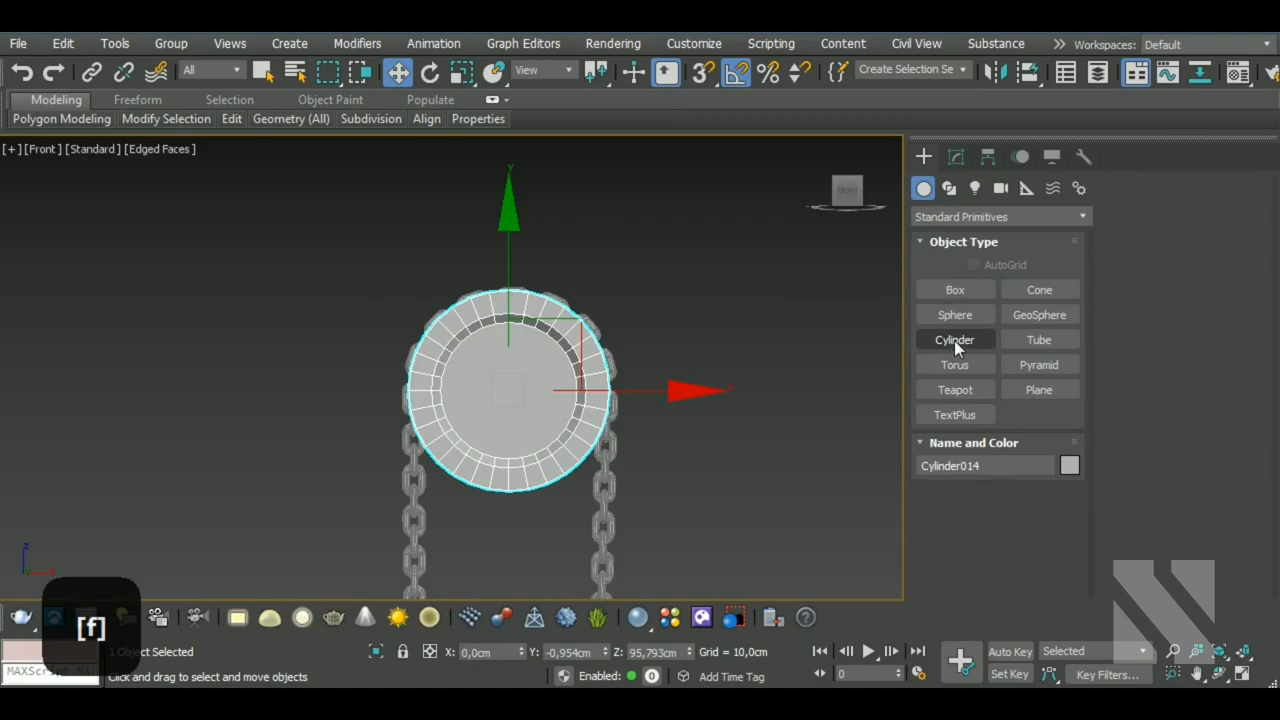 File Edit Tools Group Views Create Modifiers Animation Graph Editors Rendering Customize Scripting Content Civil View Substance Workspaces: Default
All View Create Selection Se
Modeling Freeform Selection Object Paint Populate
Polygon Modeling Modify Selection Edit Geometry (All) Subdivision Align Properties
[+] [Front] [Standard] [Edged Faces]
FRONT
Standard Primitives
Object Type
AutoGrid
Box Cone
Sphere GeoSphere
Cylinder Tube
Torus Pyramid
Teapot Plane
TextPlus
Name and Color
Cylinder014
y
x
z
[f]
1 Object Selected X: 0,0cm Y: -0,954cm Z: 95,793cm Grid = 10,0cm Auto Key Selected
MAXScript Mi Click and drag to select and move objects Enabled: 0 Add Time Tag 0 Set Key Key Filters...